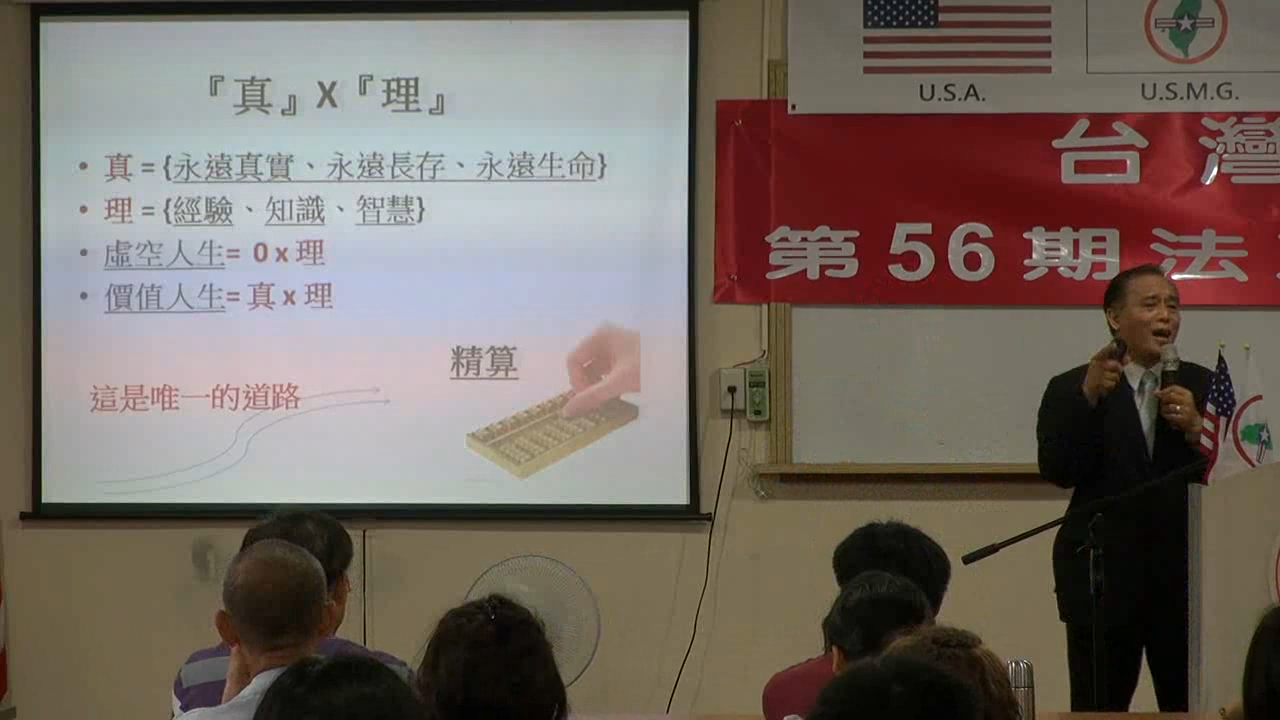 『真』X『理』
• 真 = {永遠真實、永遠長存、永遠生命}
• 理 = {經驗、知識、智慧}
• 虛空人生= 0 x 理
• 價值人生= 真 x 理
精算
這是唯一的道路
U.S.A.
U.S.M.G.
台灣
第56期法